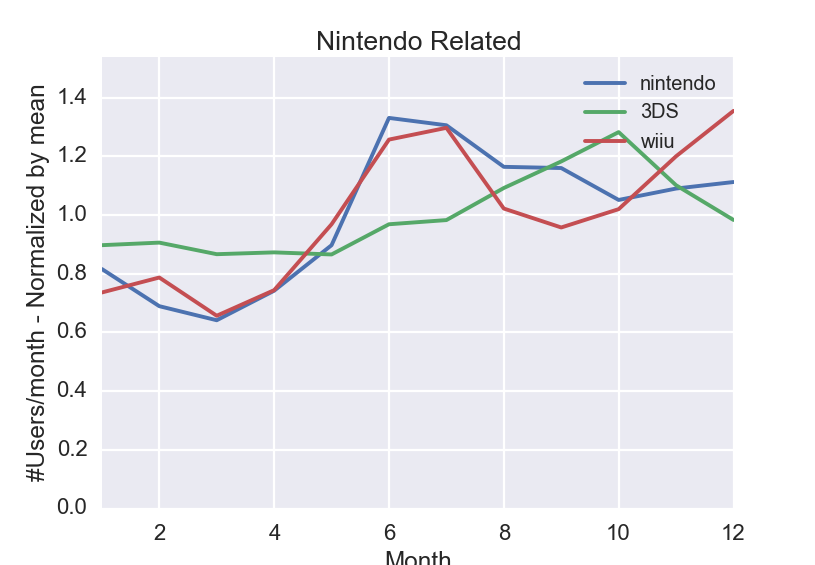 Nintendo Related
#Users/month - Normalized by mean
1.4
1.2
1.0
0.8
0.6
0.4
0.2
0.0
nintendo
3DS
wiiu
2 4 6 8 10 12
Month